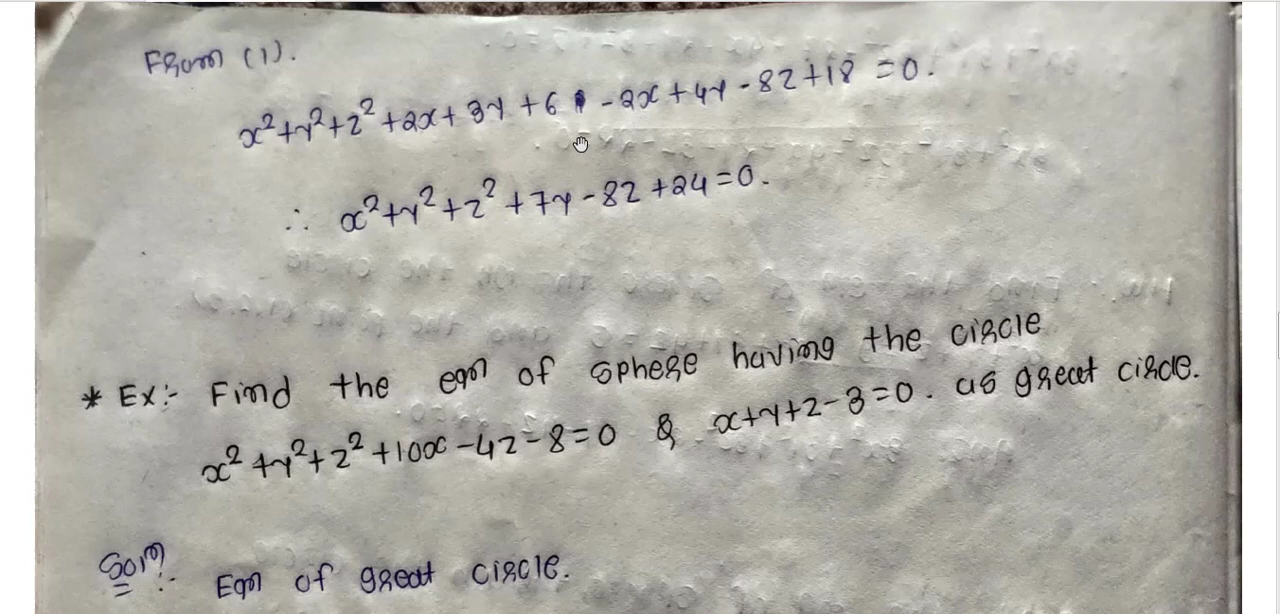 From (1).
x²+y²+z²+2x+3y+6 -2x+4y-8z+18 =0.
∴ x²+y²+z²+7y-8z+24=0.
* Ex:- Find the eqn of sphere having the circle
x²+y²+z²+10x-4z-8=0 & x+y+z-3=0. as great circle.
Soln. Eqn of great circle.